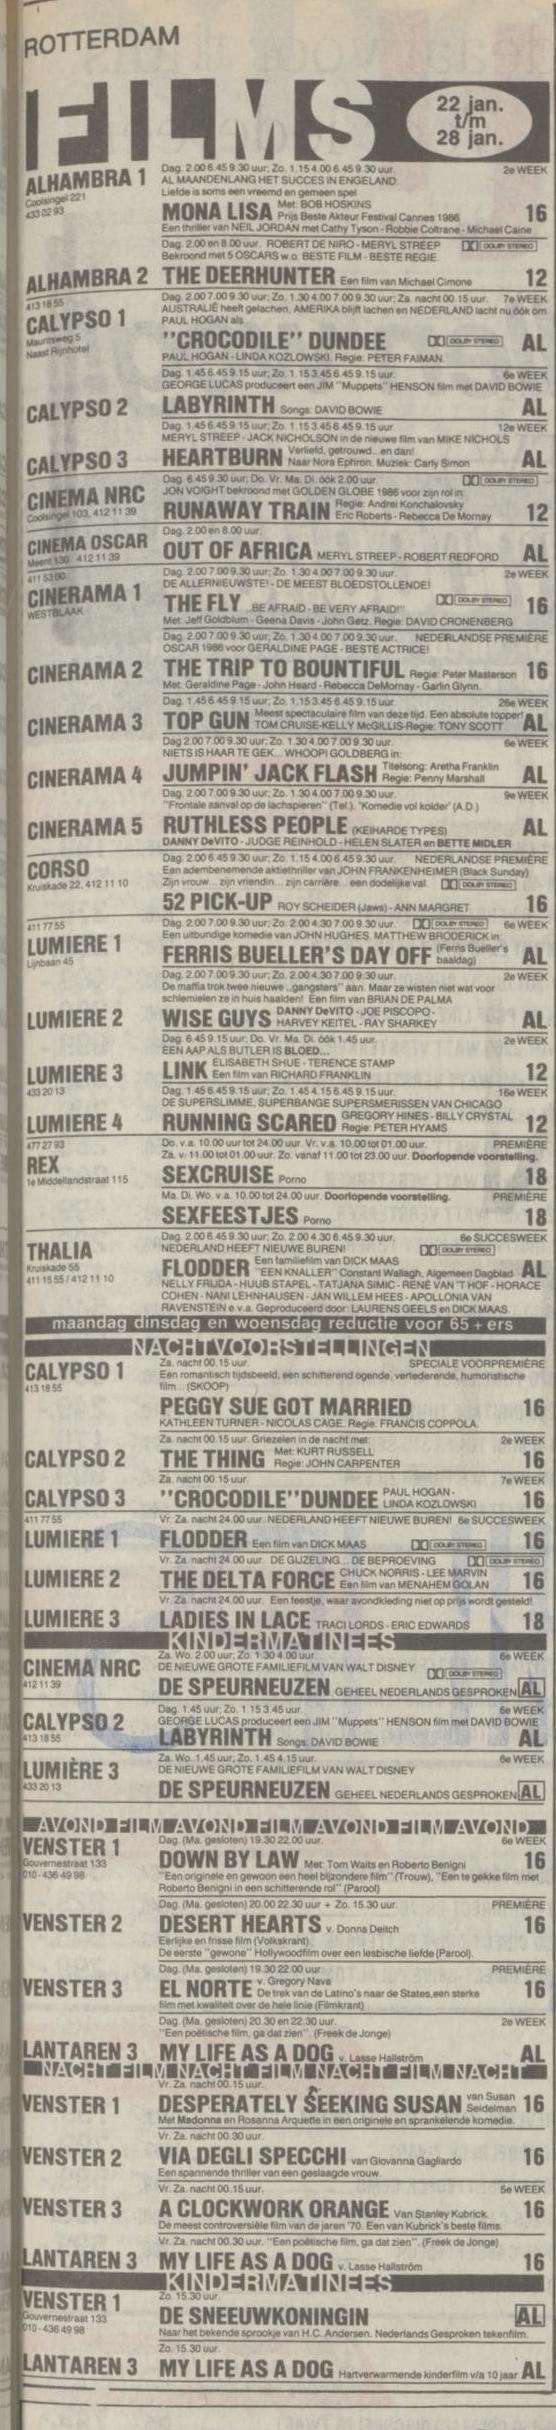 ROTTERDAM
FILMS
22 jan.
t/m
28 jan.
ALHAMBRA 1
Coolsingel 221
433 02 93
Dag. 2.00 6.45 9.30 uur; Zo. 1.15 4.00 6.45 9.30 uur. 2e WEEK
AL MAANDENLANG HET SUCCES IN ENGELAND
Liefde is soms een vreemd en gemeen spel
MONA LISA Met: BOB HOSKINS
Prijs Beste Akteur Festival Cannes 1986 16
Een thriller van NEIL JORDAN met Cathy Tyson - Robbie Coltrane - Michael Caine
Dag. 2.00 en 8.00 uur. ROBERT DE NIRO - MERYL STREEP DOLBY STEREO
Bekroond met 5 OSCARS w.o. BESTE FILM - BESTE REGIE
ALHAMBRA 2 THE DEERHUNTER Een film van Michael Cimone 12
413 18 55
CALYPSO 1
Mauritsweg 5
Naast Rijnhotel
Dag. 2.00 7.00 9.30 uur; Zo. 1.30 4.00 7.00 9.30 uur; Za. nacht 00.15 uur. 7e WEEK
AUSTRALIË heeft gelachen, AMERIKA blijft lachen en NEDERLAND lacht nu óók om
PAUL HOGAN als
"CROCODILE" DUNDEE DOLBY STEREO AL
PAUL HOGAN - LINDA KOZLOWSKI. Regie: PETER FAIMAN.
Dag. 1.45 6.45 9.15 uur; Zo. 1.15 3.45 6.45 9.15 uur. 6e WEEK
GEORGE LUCAS produceert een JIM "Muppets" HENSON film met DAVID BOWIE
CALYPSO 2 LABYRINTH Songs: DAVID BOWIE AL
Dag. 1.45 6.45 9.15 uur; Zo. 1.15 3.45 6.45 9.15 uur. 12e WEEK
MERYL STREEP - JACK NICHOLSON in de nieuwe film van MIKE NICHOLS
CALYPSO 3 HEARTBURN Verliefd, getrouwd... en dan!
Naar Nora Ephron. Muziek: Carly Simon AL
CINEMA NRC
Coolsingel 103, 412 11 39
Dag. 6.45 9.30 uur; Do. Vr. Ma. Di. óók 2.00 uur. DOLBY STEREO
JON VOIGHT bekroond met GOLDEN GLOBE 1986 voor zijn rol in:
RUNAWAY TRAIN Regie: Andrei Konchalovsky
Eric Roberts - Rebecca De Mornay 12
CINEMA OSCAR
Meent 130 412 11 39
Dag. 2.00 en 8.00 uur.
OUT OF AFRICA MERYL STREEP - ROBERT REDFORD AL
411 53 00
CINERAMA 1
WESTBLAAK
Dag. 2.00 7.00 9.30 uur; Zo. 1.30 4.00 7.00 9.30 uur. 2e WEEK
DE ALLERNIEUWSTE! - DE MEEST BLOEDSTOLLENDE!
THE FLY ..BE AFRAID - BE VERY AFRAID!" DOLBY STEREO 16
Met: Jeff Goldblum - Geena Davis - John Getz. Regie: DAVID CRONENBERG
Dag. 2.00 7.00 9.30 uur; Zo. 1.30 4.00 7.00 9.30 uur. NEDERLANDSE PREMIÈRE
OSCAR 1986 voor GERALDINE PAGE - BESTE ACTRICE!
CINERAMA 2 THE TRIP TO BOUNTIFUL Regie: Peter Masterson 16
Met: Geraldine Page - John Heard - Rebecca DeMornay - Garlin Glynn.
Dag. 1.45 6.45 9.15 uur; Zo. 1.15 3.45 6.45 9.15 uur. 26e WEEK
CINERAMA 3 TOP GUN Meest spectaculaire film van deze tijd. Een absolute topper!
TOM CRUISE-KELLY McGILLIS-Regie: TONY SCOTT AL
Dag 2.00 7.00 9.30 uur; Zo. 1.30 4.00 7.00 9.30 uur. 6e WEEK
NIETS IS HAAR TE GEK... WHOOPI GOLDBERG in:
CINERAMA 4 JUMPIN' JACK FLASH Titelsong: Aretha Franklin
Regie: Penny Marshall AL
Dag. 2.00 7.00 9.30 uur; Zo. 1.30 4.00 7.00 9.30 uur. 9e WEEK
"Frontale aanval op de lachspieren" (Tel.). 'Komedie vol kolder' (A.D.)
CINERAMA 5 RUTHLESS PEOPLE (KEIHARDE TYPES) AL
DANNY DeVITO - JUDGE REINHOLD - HELEN SLATER en BETTE MIDLER
CORSO
Kruiskade 22, 412 11 10
Dag. 2.00 6.45 9.30 uur; Zo. 1.15 4.00 6.45 9.30 uur. NEDERLANDSE PREMIÈRE
Een adembenemende aktiethriller van JOHN FRANKENHEIMER (Black Sunday)
Zijn vrouw... zijn vriendin... zijn carrière... een dodelijke val. DOLBY STEREO
52 PICK-UP ROY SCHEIDER (Jaws) - ANN MARGRET 16
411 77 55
LUMIERE 1
Lijnbaan 45
Dag. 2.00 7.00 9.30 uur; Zo. 2.00 4.30 7.00 9.30 uur. DOLBY STEREO 6e WEEK
Een uitbundige komedie van JOHN HUGHES. MATTHEW BRODERICK in:
FERRIS BUELLER'S DAY OFF (Ferris Bueller's
baaldag) AL
Dag. 2.00 7.00 9.30 uur; Zo. 2.00 4.30 7.00 9.30 uur. 2e WEEK
De maffia trok twee nieuwe ,,gangsters'' aan. Maar ze wisten niet wat voor
schlemielen ze in huis haalden! Een film van BRIAN DE PALMA
LUMIERE 2 WISE GUYS DANNY DeVITO - JOE PISCOPO -
HARVEY KEITEL - RAY SHARKEY AL
Dag. 6.45 9.15 uur; Do. Vr. Ma. Di. óók 1.45 uur. 2e WEEK
EEN AAP ALS BUTLER IS BLOED...
LUMIERE 3
433 20 13
LINK ELISABETH SHUE - TERENCE STAMP
Een film van RICHARD FRANKLIN 12
Dag. 1.45 6.45 9.15 uur; Zo. 1.45 4.15 6.45 9.15 uur. 16e WEEK
DE SUPERSLIMME, SUPERBANGE SUPERSMERISSEN VAN CHICAGO
LUMIERE 4 RUNNING SCARED GREGORY HINES - BILLY CRYSTAL
Regie: PETER HYAMS 12
477 27 93
REX
1e Middellandstraat 115
Do. v.a. 10.00 uur tot 24.00 uur. Vr. v.a. 10.00 tot 01.00 uur. PREMIÈRE
Za. v. 11.00 tot 01.00 uur. Zo. vanaf 11.00 tot 23.00 uur. Doorlopende voorstelling.
SEXCRUISE Porno 18
Ma. Di. Wo. v.a. 10.00 tot 24.00 uur. Doorlopende voorstelling. PREMIÈRE
SEXFEESTJES Porno 18
THALIA
Kruiskade 55
411 15 55 / 412 11 10
Dag. 2.00 6.45 9.30 uur; Zo. 2.00 4.30 6.45 9.30 uur. 6e SUCCESWEEK
NEDERLAND HEEFT NIEUWE BUREN! DOLBY STEREO
FLODDER Een familiefilm van DICK MAAS
"EEN KNALLER" Constant Wallagh, Algemeen Dagblad AL
NELLY FRIJDA - HUUB STAPEL - TATJANA SIMIC - RENÉ VAN 'T HOF - HORACE
COHEN - NANI LEHNHAUSEN - JAN WILLEM HEES - APOLLONIA VAN
RAVENSTEIN e.v.a. Geproduceerd door: LAURENS GEELS en DICK MAAS.
maandag dinsdag en woensdag reductie voor 65 + ers
NACHTVOORSTELLINGEN
CALYPSO 1
413 18 55
Za. nacht 00.15 uur. SPECIALE VOORPREMIÈRE
Een romantisch tijdsbeeld, een schitterend ogende, vertederende, humoristische
film... (SKOOP)
PEGGY SUE GOT MARRIED 16
KATHLEEN TURNER - NICOLAS CAGE. Regie: FRANCIS COPPOLA.
Za. nacht 00.15 uur. Griezelen in de nacht met: 2e WEEK
CALYPSO 2 THE THING Met: KURT RUSSELL
Regie: JOHN CARPENTER 16
Za. nacht 00.15 uur. 7e WEEK
CALYPSO 3 "CROCODILE" DUNDEE PAUL HOGAN -
LINDA KOZLOWSKI 16
411 77 55
Vr. Za. nacht 24.00 uur. NEDERLAND HEEFT NIEUWE BUREN! 6e SUCCESWEEK
LUMIERE 1 FLODDER Een film van DICK MAAS DOLBY STEREO 16
Vr. Za. nacht 24.00 uur. DE GIJZELING... DE BEPROEVING DOLBY STEREO
LUMIERE 2 THE DELTA FORCE CHUCK NORRIS - LEE MARVIN
Een film van MENAHEM GOLAN 16
Vr. Za. nacht 24.00 uur. Een feestje, waar avondkleding niet op prijs wordt gesteld!
LUMIERE 3 LADIES IN LACE TRACI LORDS - ERIC EDWARDS 18
KINDERMATINEES
CINEMA NRC
412 11 39
Za. Wo. 2.00 uur; Zo. 1.30 4.00 uur. 6e WEEK
DE NIEUWE GROTE FAMILIEFILM VAN WALT DISNEY DOLBY STEREO
DE SPEURNEUZEN GEHEEL NEDERLANDS GESPROKEN AL
CALYPSO 2
413 18 55
Dag. 1.45 uur; Zo. 1.15 3.45 uur. 6e WEEK
GEORGE LUCAS produceert een JIM "Muppets" HENSON film met DAVID BOWIE
LABYRINTH Songs: DAVID BOWIE AL
LUMIÈRE 3
433 20 13
Za. Wo. 1.45 uur; Zo. 1.45 4.15 uur. 6e WEEK
DE NIEUWE GROTE FAMILIEFILM VAN WALT DISNEY
DE SPEURNEUZEN GEHEEL NEDERLANDS GESPROKEN AL
AVOND FILM AVOND FILM AVOND FILM AVOND
VENSTER 1
Gouvernestraat 133
010 - 436 49 98
Dag. (Ma. gesloten) 19.30 22.00 uur. 6e WEEK
DOWN BY LAW Met: Tom Waits en Roberto Benigni 16
"Een originele en gewoon een heel bijzondere film" (Trouw), "Een te gekke film met
Roberto Benigni in een schitterende rol" (Parool)
Dag. (Ma. gesloten) 20.00 22.30 uur + Zo. 15.30 uur. PREMIÈRE
VENSTER 2 DESERT HEARTS v. Donna Deitch 16
Eerlijke en frisse film (Volkskrant).
De eerste "gewone" Hollywoodfilm over een lesbische liefde (Parool).
Dag. (Ma. gesloten) 19.30 22.00 uur. PREMIÈRE
VENSTER 3 EL NORTE v. Gregory Nava
De trek van de Latino's naar de States, een sterke 16
film met kwaliteit over de hele linie (Filmkrant)
Dag. (Ma. gesloten) 20.30 en 22.30 uur. 2e WEEK
"Een poëtische film, ga dat zien". (Freek de Jonge)
LANTAREN 3 MY LIFE AS A DOG v. Lasse Hallström AL
NACHT FILM NACHT FILM NACHT FILM NACHT
Vr. Za. nacht 00.15 uur.
VENSTER 1 DESPERATELY SEEKING SUSAN van Susan
Seidelman 16
Met Madonna en Rosanna Arquette in een originele en sprankelende komedie.
Vr. Za. nacht 00.30 uur.
VENSTER 2 VIA DEGLI SPECCHI van Giovanna Gagliardo 16
Een spannende thriller van een geslaagde vrouw.
Vr. Za. nacht 00.15 uur. 5e WEEK
VENSTER 3 A CLOCKWORK ORANGE Van Stanley Kubrick. 16
De meest controversiële film van de jaren '70. Een van Kubrick's beste films.
Vr. Za. nacht 00.30 uur. "Een poëtische film, ga dat zien". (Freek de Jonge)
LANTAREN 3 MY LIFE AS A DOG v. Lasse Hallström 16
KINDERMATINEES
VENSTER 1
Gouvernestraat 133
010 - 436 49 98
Zo. 15.30 uur.
DE SNEEUWKONINGIN AL
Naar het bekende sprookje van H.C. Andersen. Nederlands Gesproken tekenfilm.
Zo. 15.30 uur.
LANTAREN 3 MY LIFE AS A DOG Hartverwarmende kinderfilm v/a 10 jaar AL